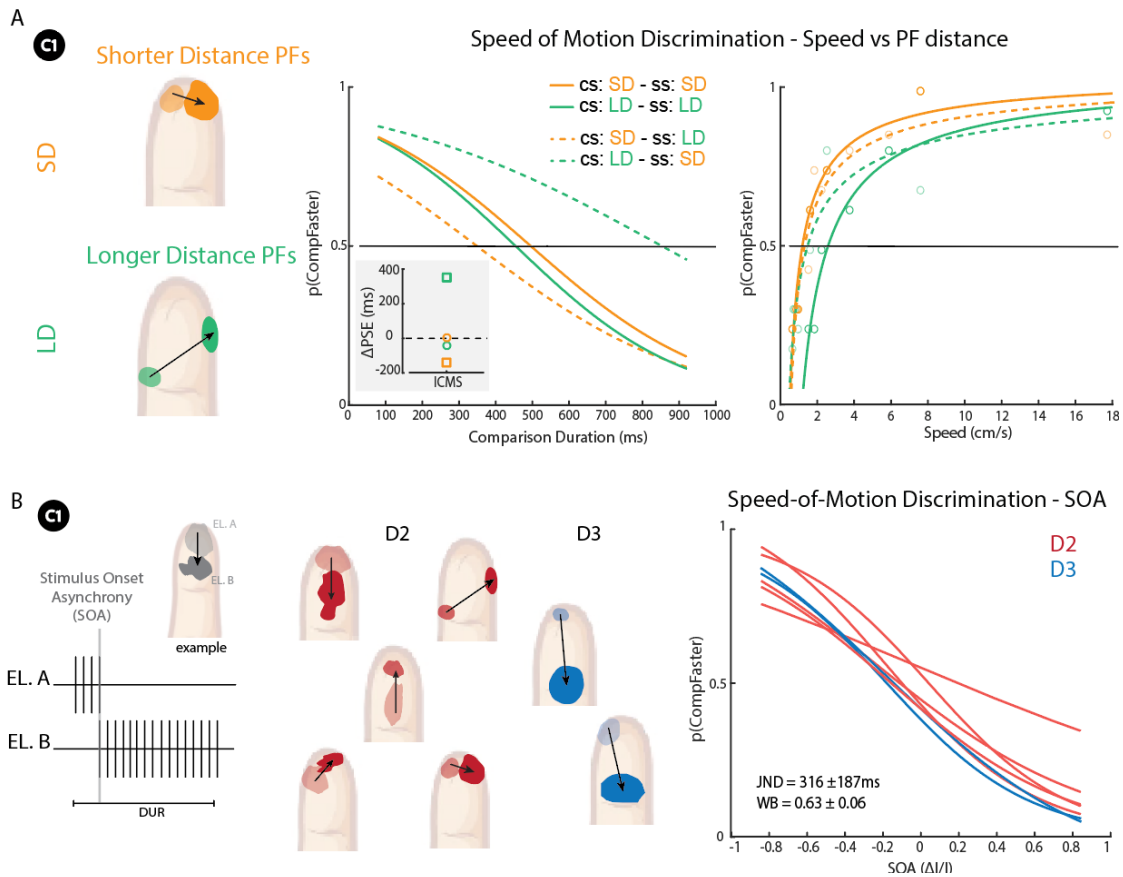 A
C1
Shorter Distance PFs
SD
Longer Distance PFs
LD
Speed of Motion Discrimination - Speed vs PF distance
cs: SD - ss: SD
cs: LD - ss: LD
cs: SD - ss: LD
cs: LD - ss: SD
p(CompFaster)
1
0.5
0
0 100 200 300 400 500 600 700 800 900 1000
Comparison Duration (ms)
ΔPSE (ms)
400
200
0
-200
ICMS
p(CompFaster)
1
0.5
0
0 2 4 6 8 10 12 14 16 18
Speed (cm/s)
B
C1
Stimulus Onset
Asynchrony
(SOA)
EL. A
EL. B
example
EL. A
EL. B
DUR
D2
D3
Speed-of-Motion Discrimination - SOA
D2
D3
p(CompFaster)
1
0.5
0
JND = 316 ±187ms
WB = 0.63 ± 0.06
-1 -0.8 -0.6 -0.4 -0.2 0 0.2 0.4 0.6 0.8 1
SOA (ΔI/I)